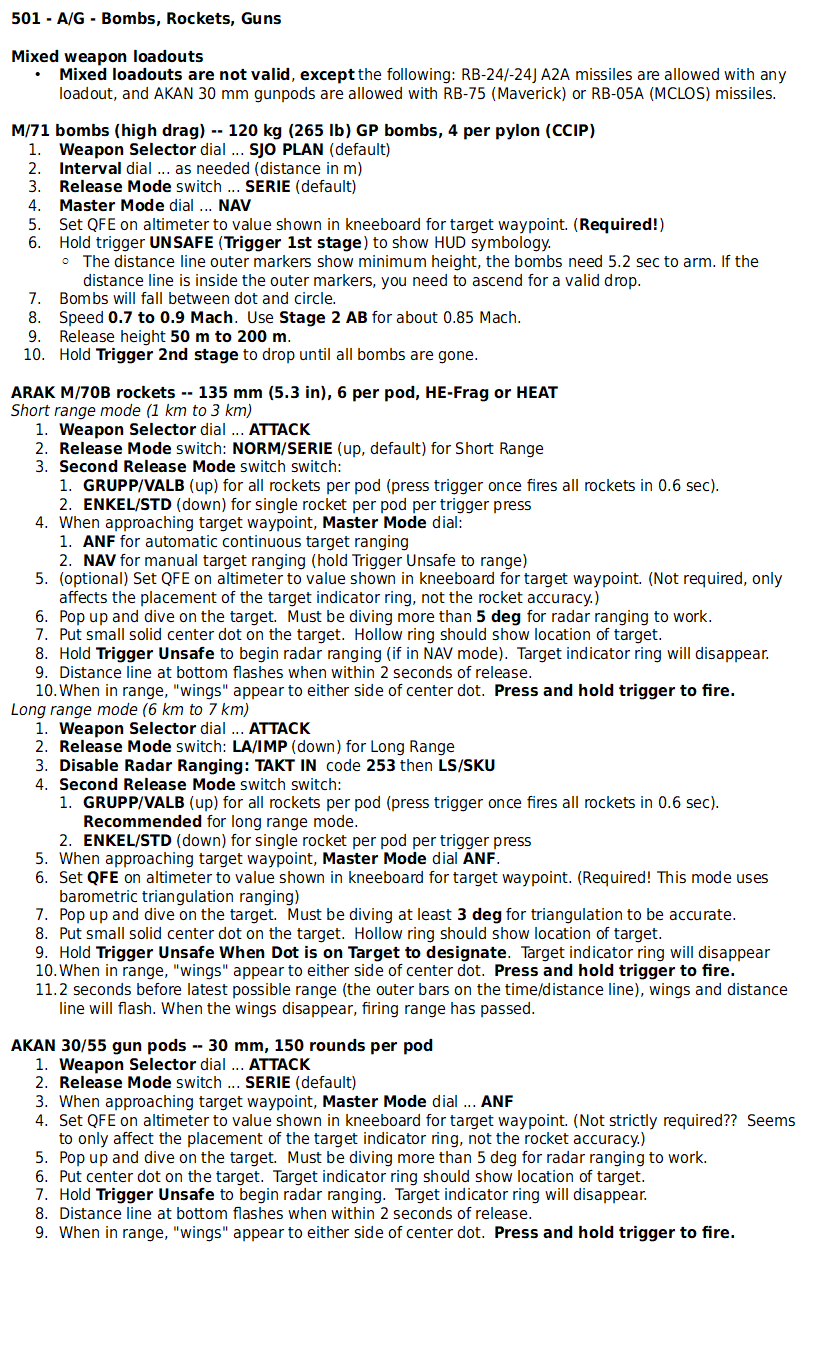 501 - A/G - Bombs, Rockets, Guns
Mixed weapon loadouts
• Mixed loadouts are not valid, except the following: RB-24/-24J A2A missiles are allowed with any
loadout, and AKAN 30 mm gunpods are allowed with RB-75 (Maverick) or RB-05A (MCLOS) missiles.
M/71 bombs (high drag) -- 120 kg (265 lb) GP bombs, 4 per pylon (CCIP)
1. Weapon Selector dial ... SJO PLAN (default)
2. Interval dial ... as needed (distance in m)
3. Release Mode switch ... SERIE (default)
4. Master Mode dial ... NAV
5. Set QFE on altimeter to value shown in kneeboard for target waypoint. (Required!)
6. Hold trigger UNSAFE (Trigger 1st stage) to show HUD symbology.
○ The distance line outer markers show minimum height, the bombs need 5.2 sec to arm. If the
distance line is inside the outer markers, you need to ascend for a valid drop.
7. Bombs will fall between dot and circle.
8. Speed 0.7 to 0.9 Mach. Use Stage 2 AB for about 0.85 Mach.
9. Release height 50 m to 200 m.
10. Hold Trigger 2nd stage to drop until all bombs are gone.
ARAK M/70B rockets -- 135 mm (5.3 in), 6 per pod, HE-Frag or HEAT
Short range mode (1 km to 3 km)
1. Weapon Selector dial ... ATTACK
2. Release Mode switch: NORM/SERIE (up, default) for Short Range
3. Second Release Mode switch switch:
1. GRUPP/VALB (up) for all rockets per pod (press trigger once fires all rockets in 0.6 sec).
2. ENKEL/STD (down) for single rocket per pod per trigger press
4. When approaching target waypoint, Master Mode dial:
1. ANF for automatic continuous target ranging
2. NAV for manual target ranging (hold Trigger Unsafe to range)
5. (optional) Set QFE on altimeter to value shown in kneeboard for target waypoint. (Not required, only
affects the placement of the target indicator ring, not the rocket accuracy.)
6. Pop up and dive on the target. Must be diving more than 5 deg for radar ranging to work.
7. Put small solid center dot on the target. Hollow ring should show location of target.
8. Hold Trigger Unsafe to begin radar ranging (if in NAV mode). Target indicator ring will disappear.
9. Distance line at bottom flashes when within 2 seconds of release.
10. When in range, "wings" appear to either side of center dot. Press and hold trigger to fire.
Long range mode (6 km to 7 km)
1. Weapon Selector dial ... ATTACK
2. Release Mode switch: LA/IMP (down) for Long Range
3. Disable Radar Ranging: TAKT IN code 253 then LS/SKU
4. Second Release Mode switch switch:
1. GRUPP/VALB (up) for all rockets per pod (press trigger once fires all rockets in 0.6 sec).
Recommended for long range mode.
2. ENKEL/STD (down) for single rocket per pod per trigger press
5. When approaching target waypoint, Master Mode dial ANF.
6. Set QFE on altimeter to value shown in kneeboard for target waypoint. (Required! This mode uses
barometric triangulation ranging)
7. Pop up and dive on the target. Must be diving at least 3 deg for triangulation to be accurate.
8. Put small solid center dot on the target. Hollow ring should show location of target.
9. Hold Trigger Unsafe When Dot is on Target to designate. Target indicator ring will disappear
10. When in range, "wings" appear to either side of center dot. Press and hold trigger to fire.
11. 2 seconds before latest possible range (the outer bars on the time/distance line), wings and distance
line will flash. When the wings disappear, firing range has passed.
AKAN 30/55 gun pods -- 30 mm, 150 rounds per pod
1. Weapon Selector dial ... ATTACK
2. Release Mode switch ... SERIE (default)
3. When approaching target waypoint, Master Mode dial ... ANF
4. Set QFE on altimeter to value shown in kneeboard for target waypoint. (Not strictly required?? Seems
to only affect the placement of the target indicator ring, not the rocket accuracy.)
5. Pop up and dive on the target. Must be diving more than 5 deg for radar ranging to work.
6. Put center dot on the target. Target indicator ring should show location of target.
7. Hold Trigger Unsafe to begin radar ranging. Target indicator ring will disappear.
8. Distance line at bottom flashes when within 2 seconds of release.
9. When in range, "wings" appear to either side of center dot. Press and hold trigger to fire.